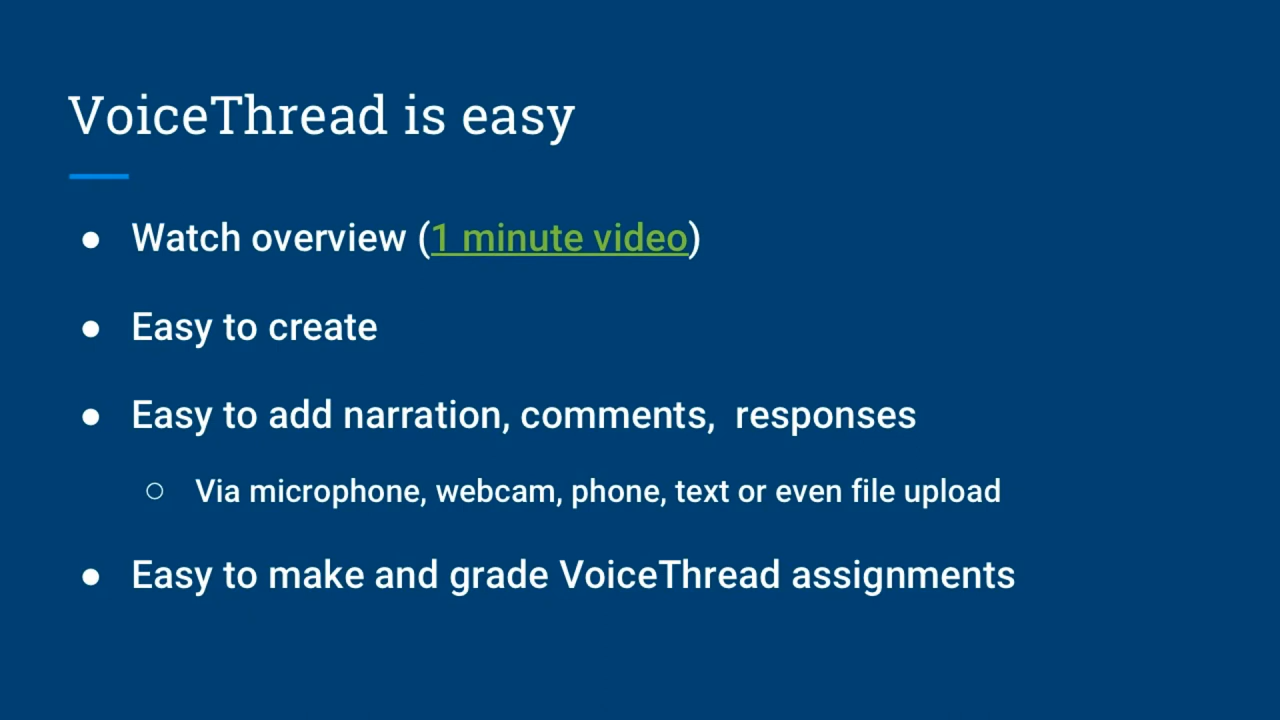 VoiceThread is easy
● Watch overview (1 minute video)
● Easy to create
● Easy to add narration, comments,  responses
○ Via microphone, webcam, phone, text or even file upload
● Easy to make and grade VoiceThread assignments